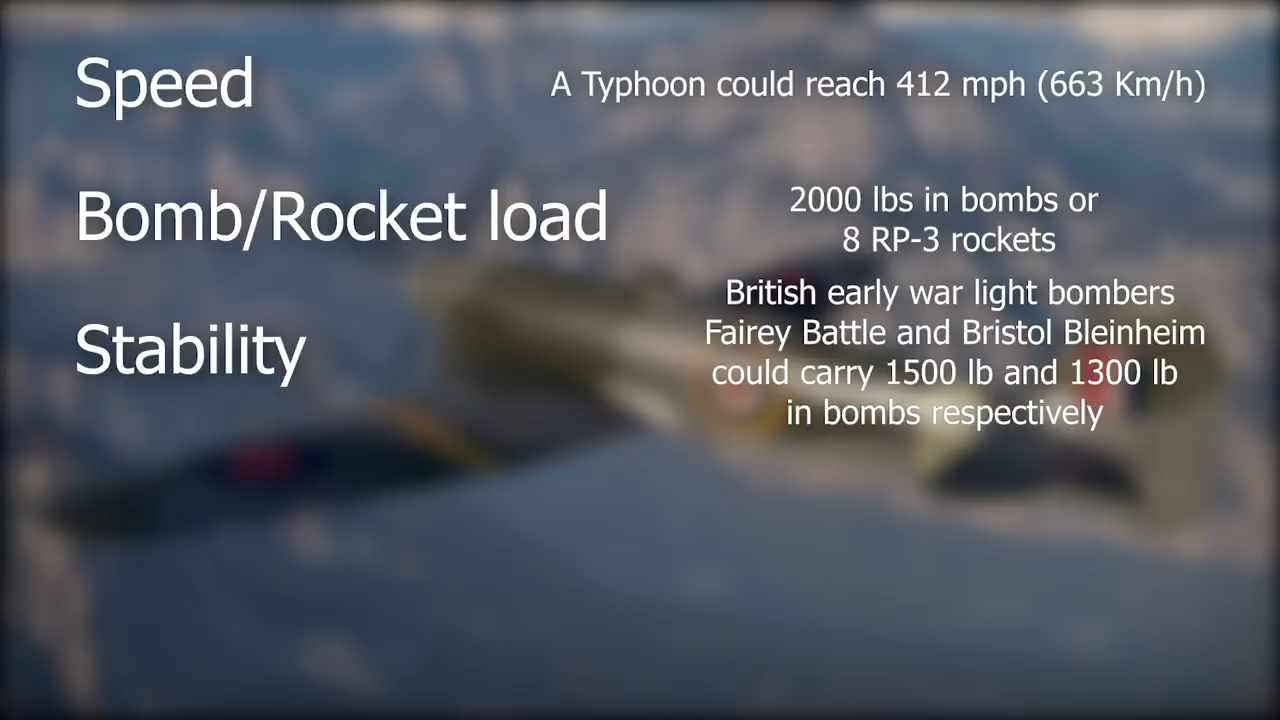 Speed
A Typhoon could reach 412 mph (663 Km/h)
Bomb/Rocket load
2000 lbs in bombs or
8 RP-3 rockets
Stability
British early war light bombers
Fairey Battle and Bristol Bleinheim
could carry 1500 lb and 1300 lb
in bombs respectively